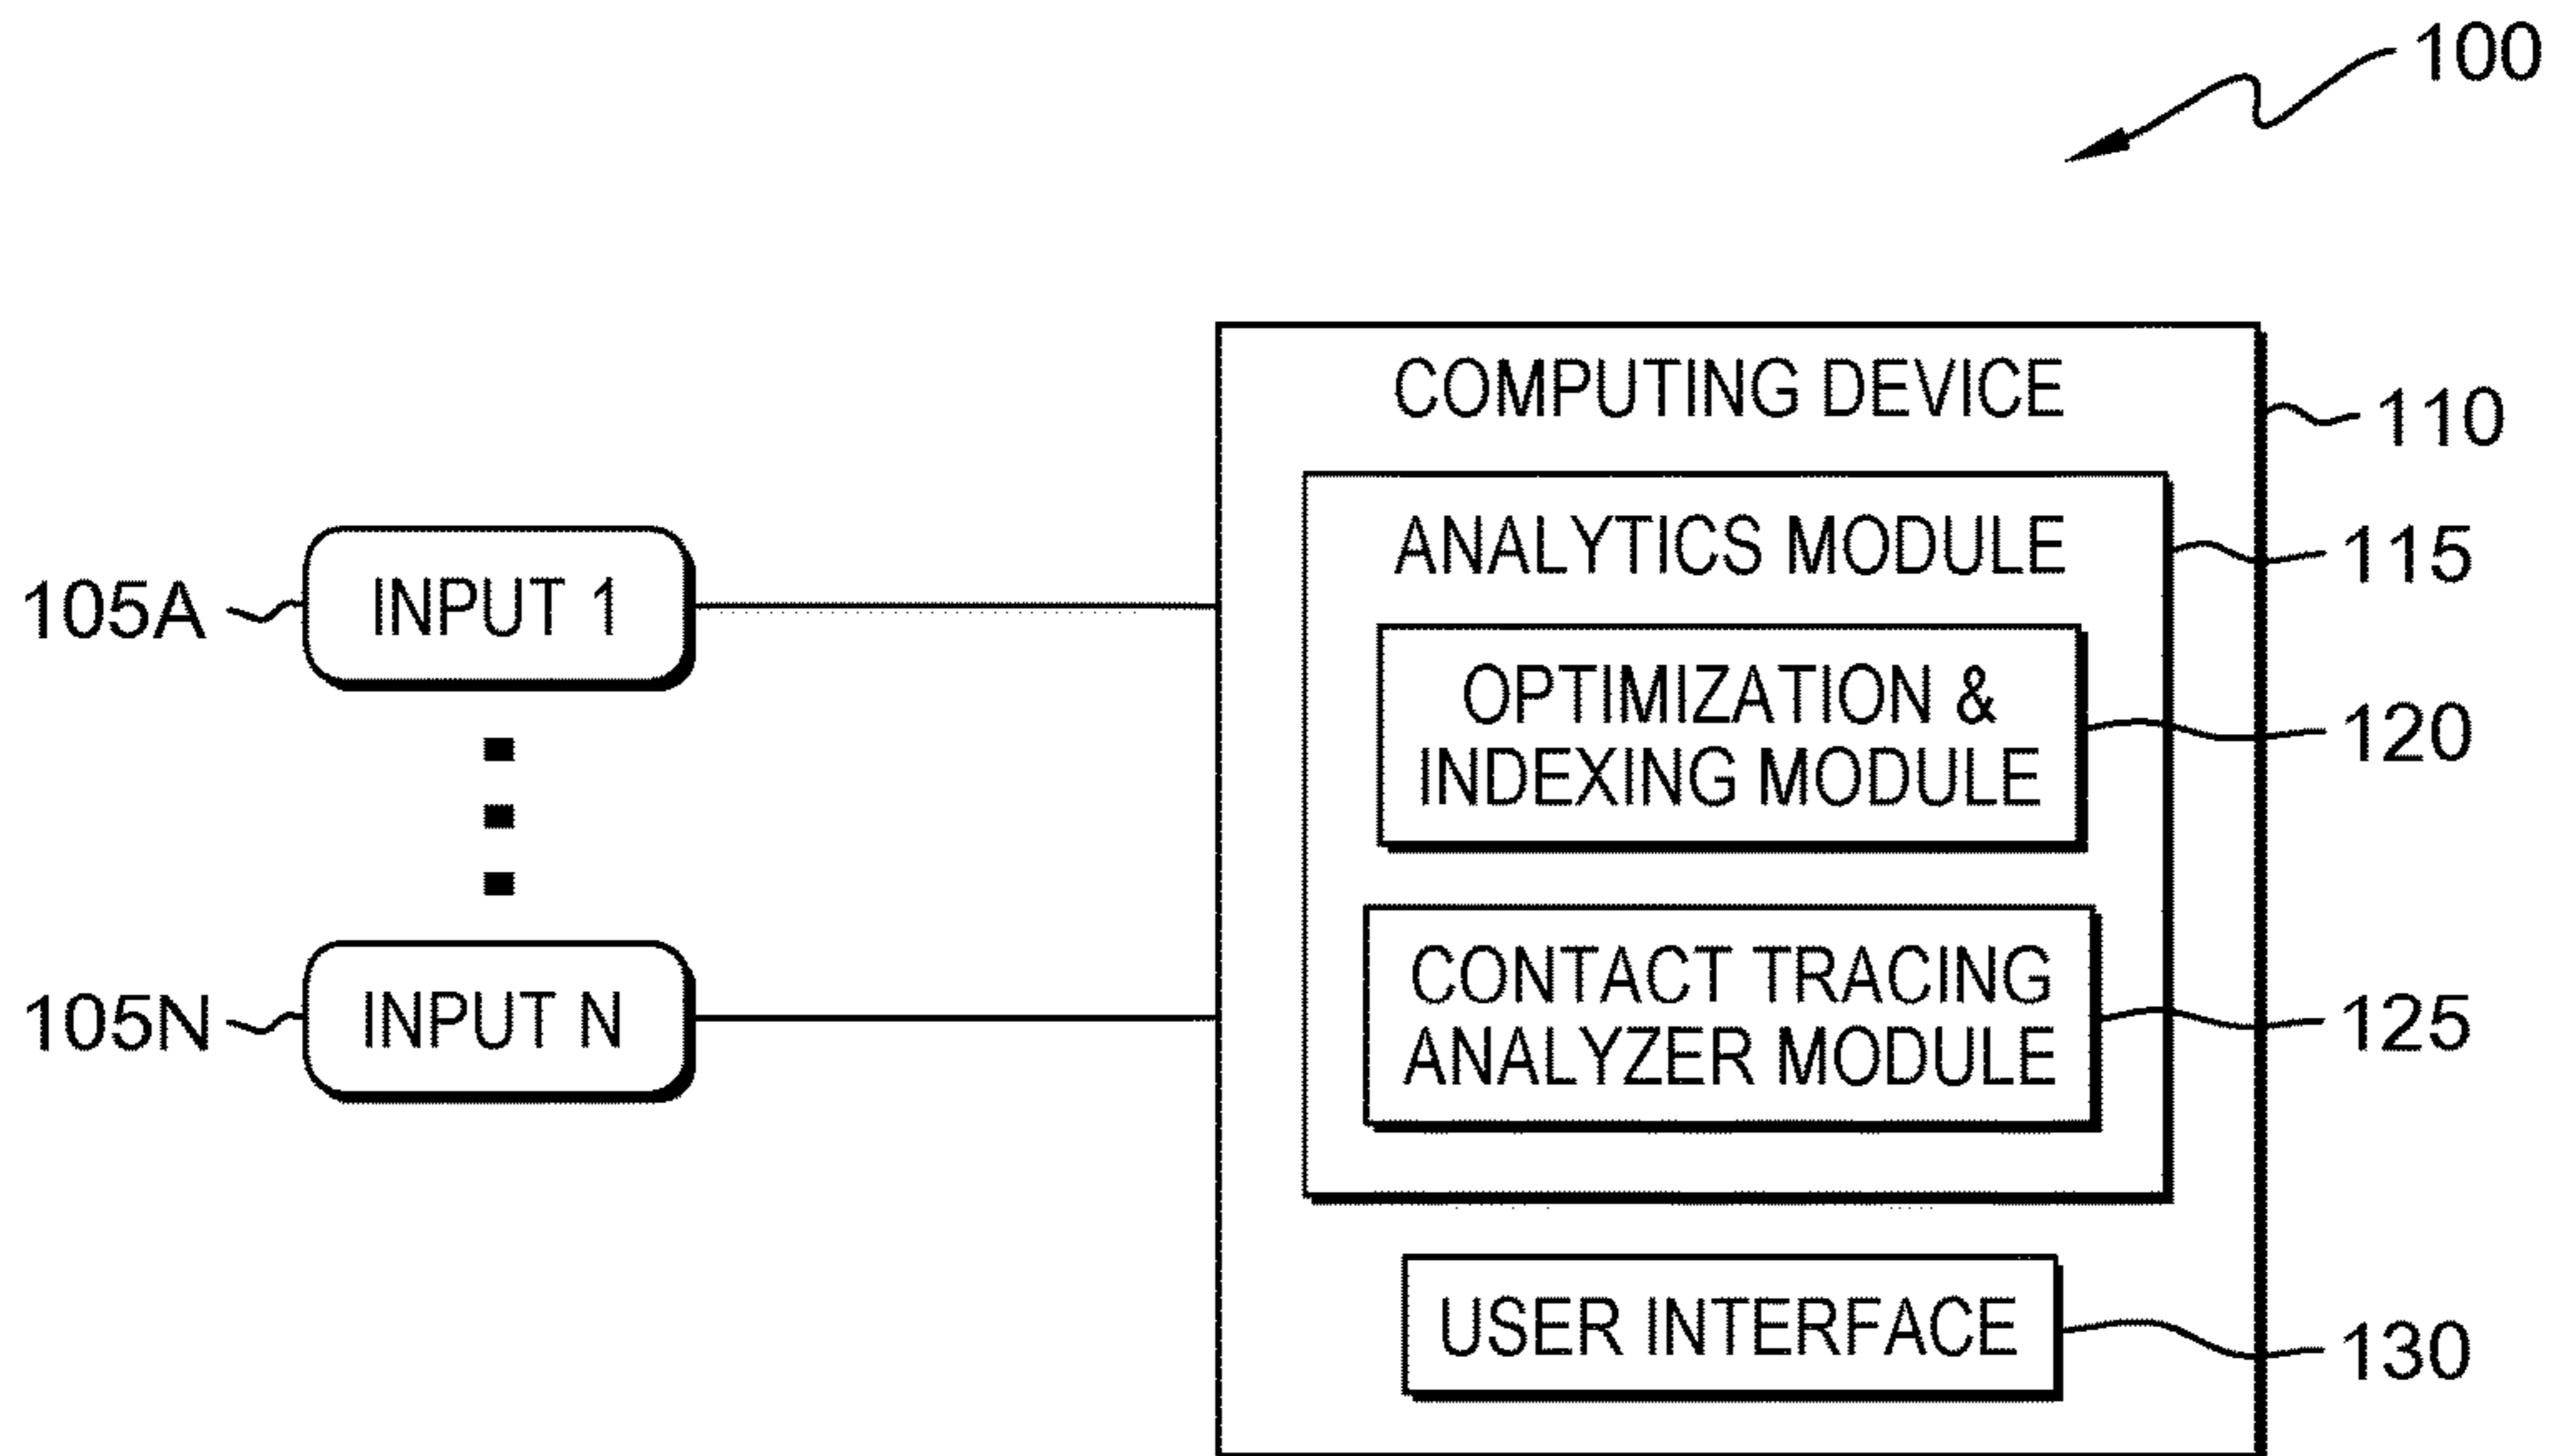 100
COMPUTING DEVICE
110
ANALYTICS MODULE
115
105A
INPUT 1
OPTIMIZATION &
INDEXING MODULE
120
105N
INPUT N
CONTACT TRACING
ANALYZER MODULE
125
USER INTERFACE
130